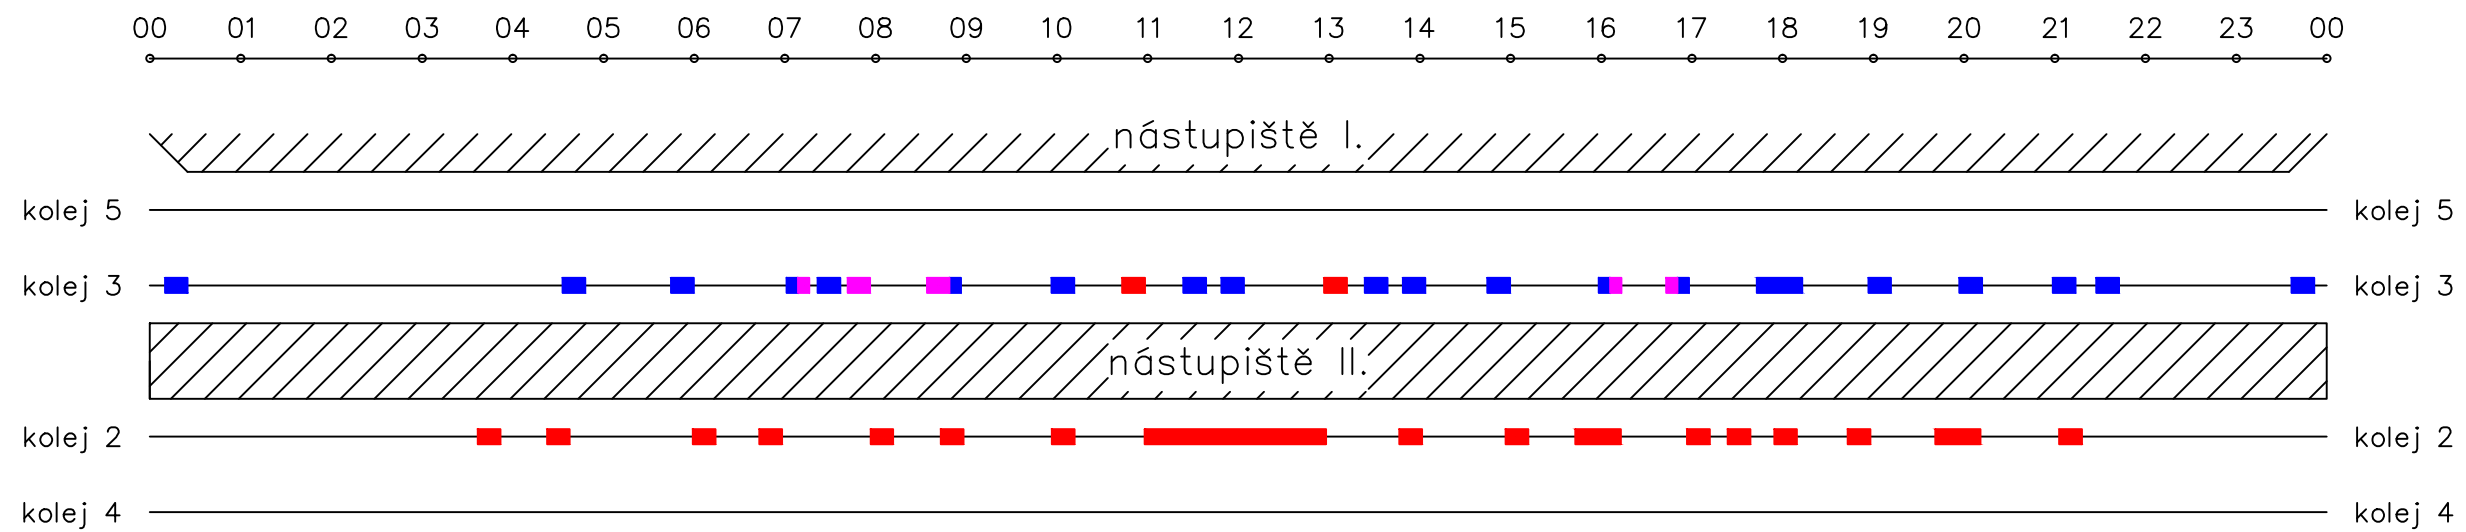 00 01 02 03 04 05 06 07 08 09 10 11 12 13 14 15 16 17 18 19 20 21 22 23 00
nástupiště I.
kolej 5 kolej 5
kolej 3 kolej 3
nástupiště II.
kolej 2 kolej 2
kolej 4 kolej 4